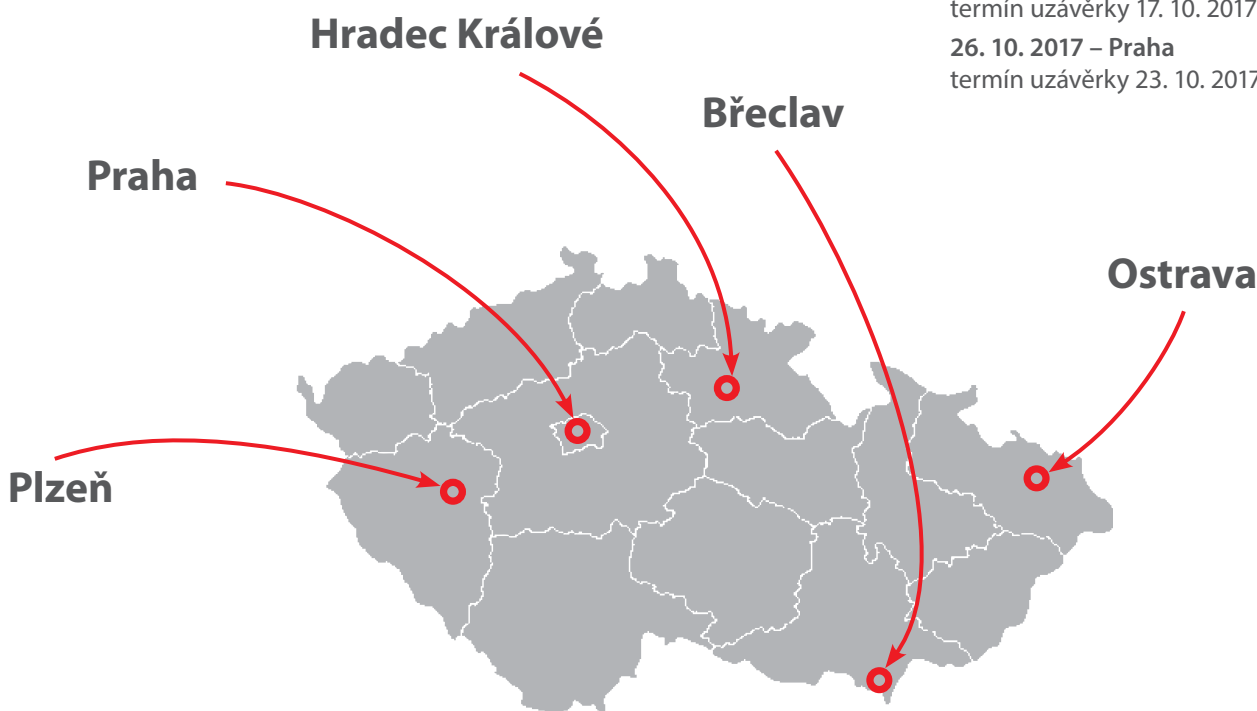 termín uzávěrky 17. 10. 2017
26. 10. 2017 – Praha
termín uzávěrky 23. 10. 2017
Hradec Králové
Břeclav
Praha
Ostrava
Plzeň